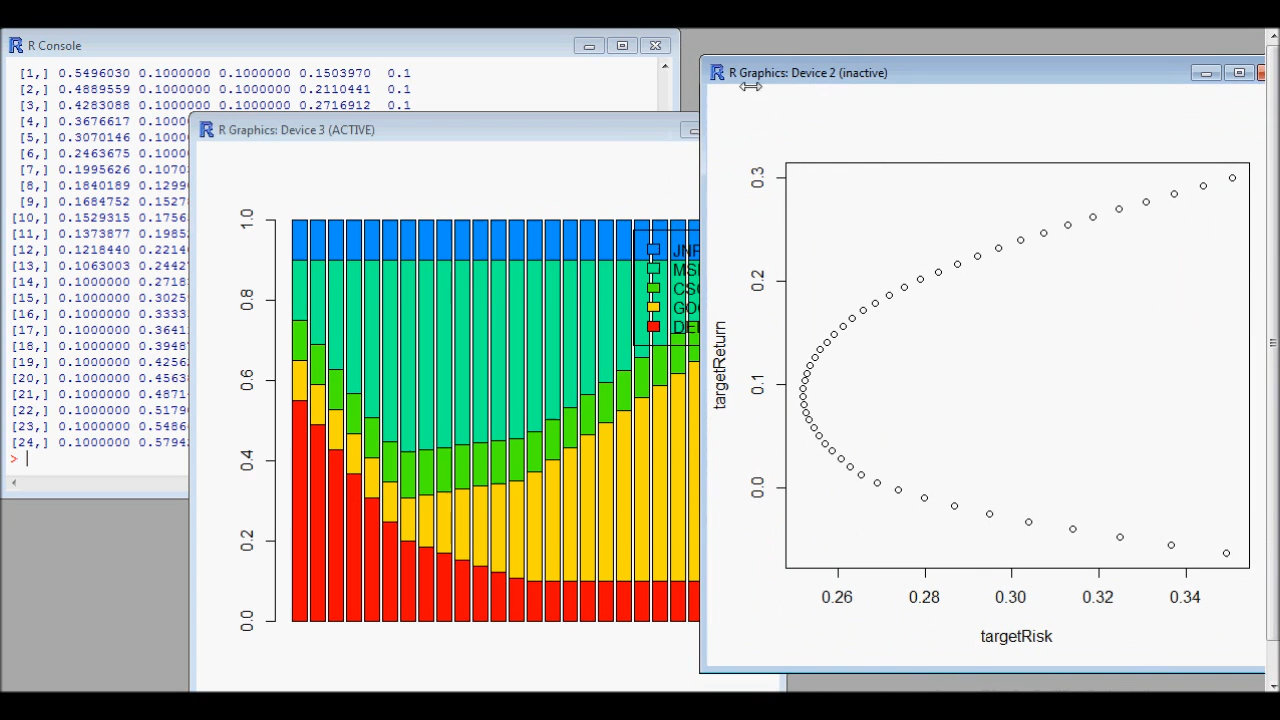 R Console
[1,] 0.5496030 0.1000000 0.1000000 0.1503970 0.1
[2,] 0.4889559 0.1000000 0.1000000 0.2110441 0.1
[3,] 0.4283088 0.1000000 0.1000000 0.2716912 0.1
[4,] 0.3676617 0.1000
[5,] 0.3070146 0.1000
[6,] 0.2463675 0.1000
[7,] 0.1995626 0.1070
[8,] 0.1840189 0.1299
[9,] 0.1684752 0.1527
[10,] 0.1529315 0.1756
[11,] 0.1373877 0.1985
[12,] 0.1218440 0.2214
[13,] 0.1063003 0.2442
[14,] 0.1000000 0.2718
[15,] 0.1000000 0.3025
[16,] 0.1000000 0.3333
[17,] 0.1000000 0.3641
[18,] 0.1000000 0.3948
[19,] 0.1000000 0.4256
[20,] 0.1000000 0.4563
[21,] 0.1000000 0.4871
[22,] 0.1000000 0.5179
[23,] 0.1000000 0.5486
[24,] 0.1000000 0.5794
>
R Graphics: Device 3 (ACTIVE)
1.0
0.8
0.6
0.4
0.2
0.0
JNP
MS
CS
GO
DE
R Graphics: Device 2 (inactive)
targetReturn
0.3
0.2
0.1
0.0
0.26 0.28 0.30 0.32 0.34
targetRisk